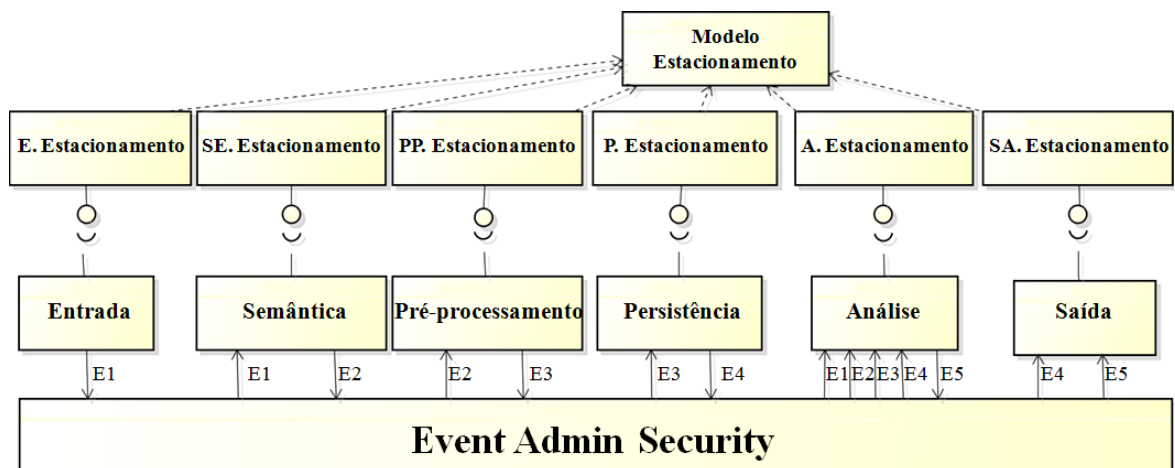 Modelo
Estacionamento
E. Estacionamento
SE. Estacionamento
PP. Estacionamento
P. Estacionamento
A. Estacionamento
SA. Estacionamento
Entrada
Semântica
Pré-processamento
Persistência
Análise
Saída
E1
E1
E2
E2
E3
E3
E4
E1
E2
E3
E4
E5
E4
E5
Event Admin Security